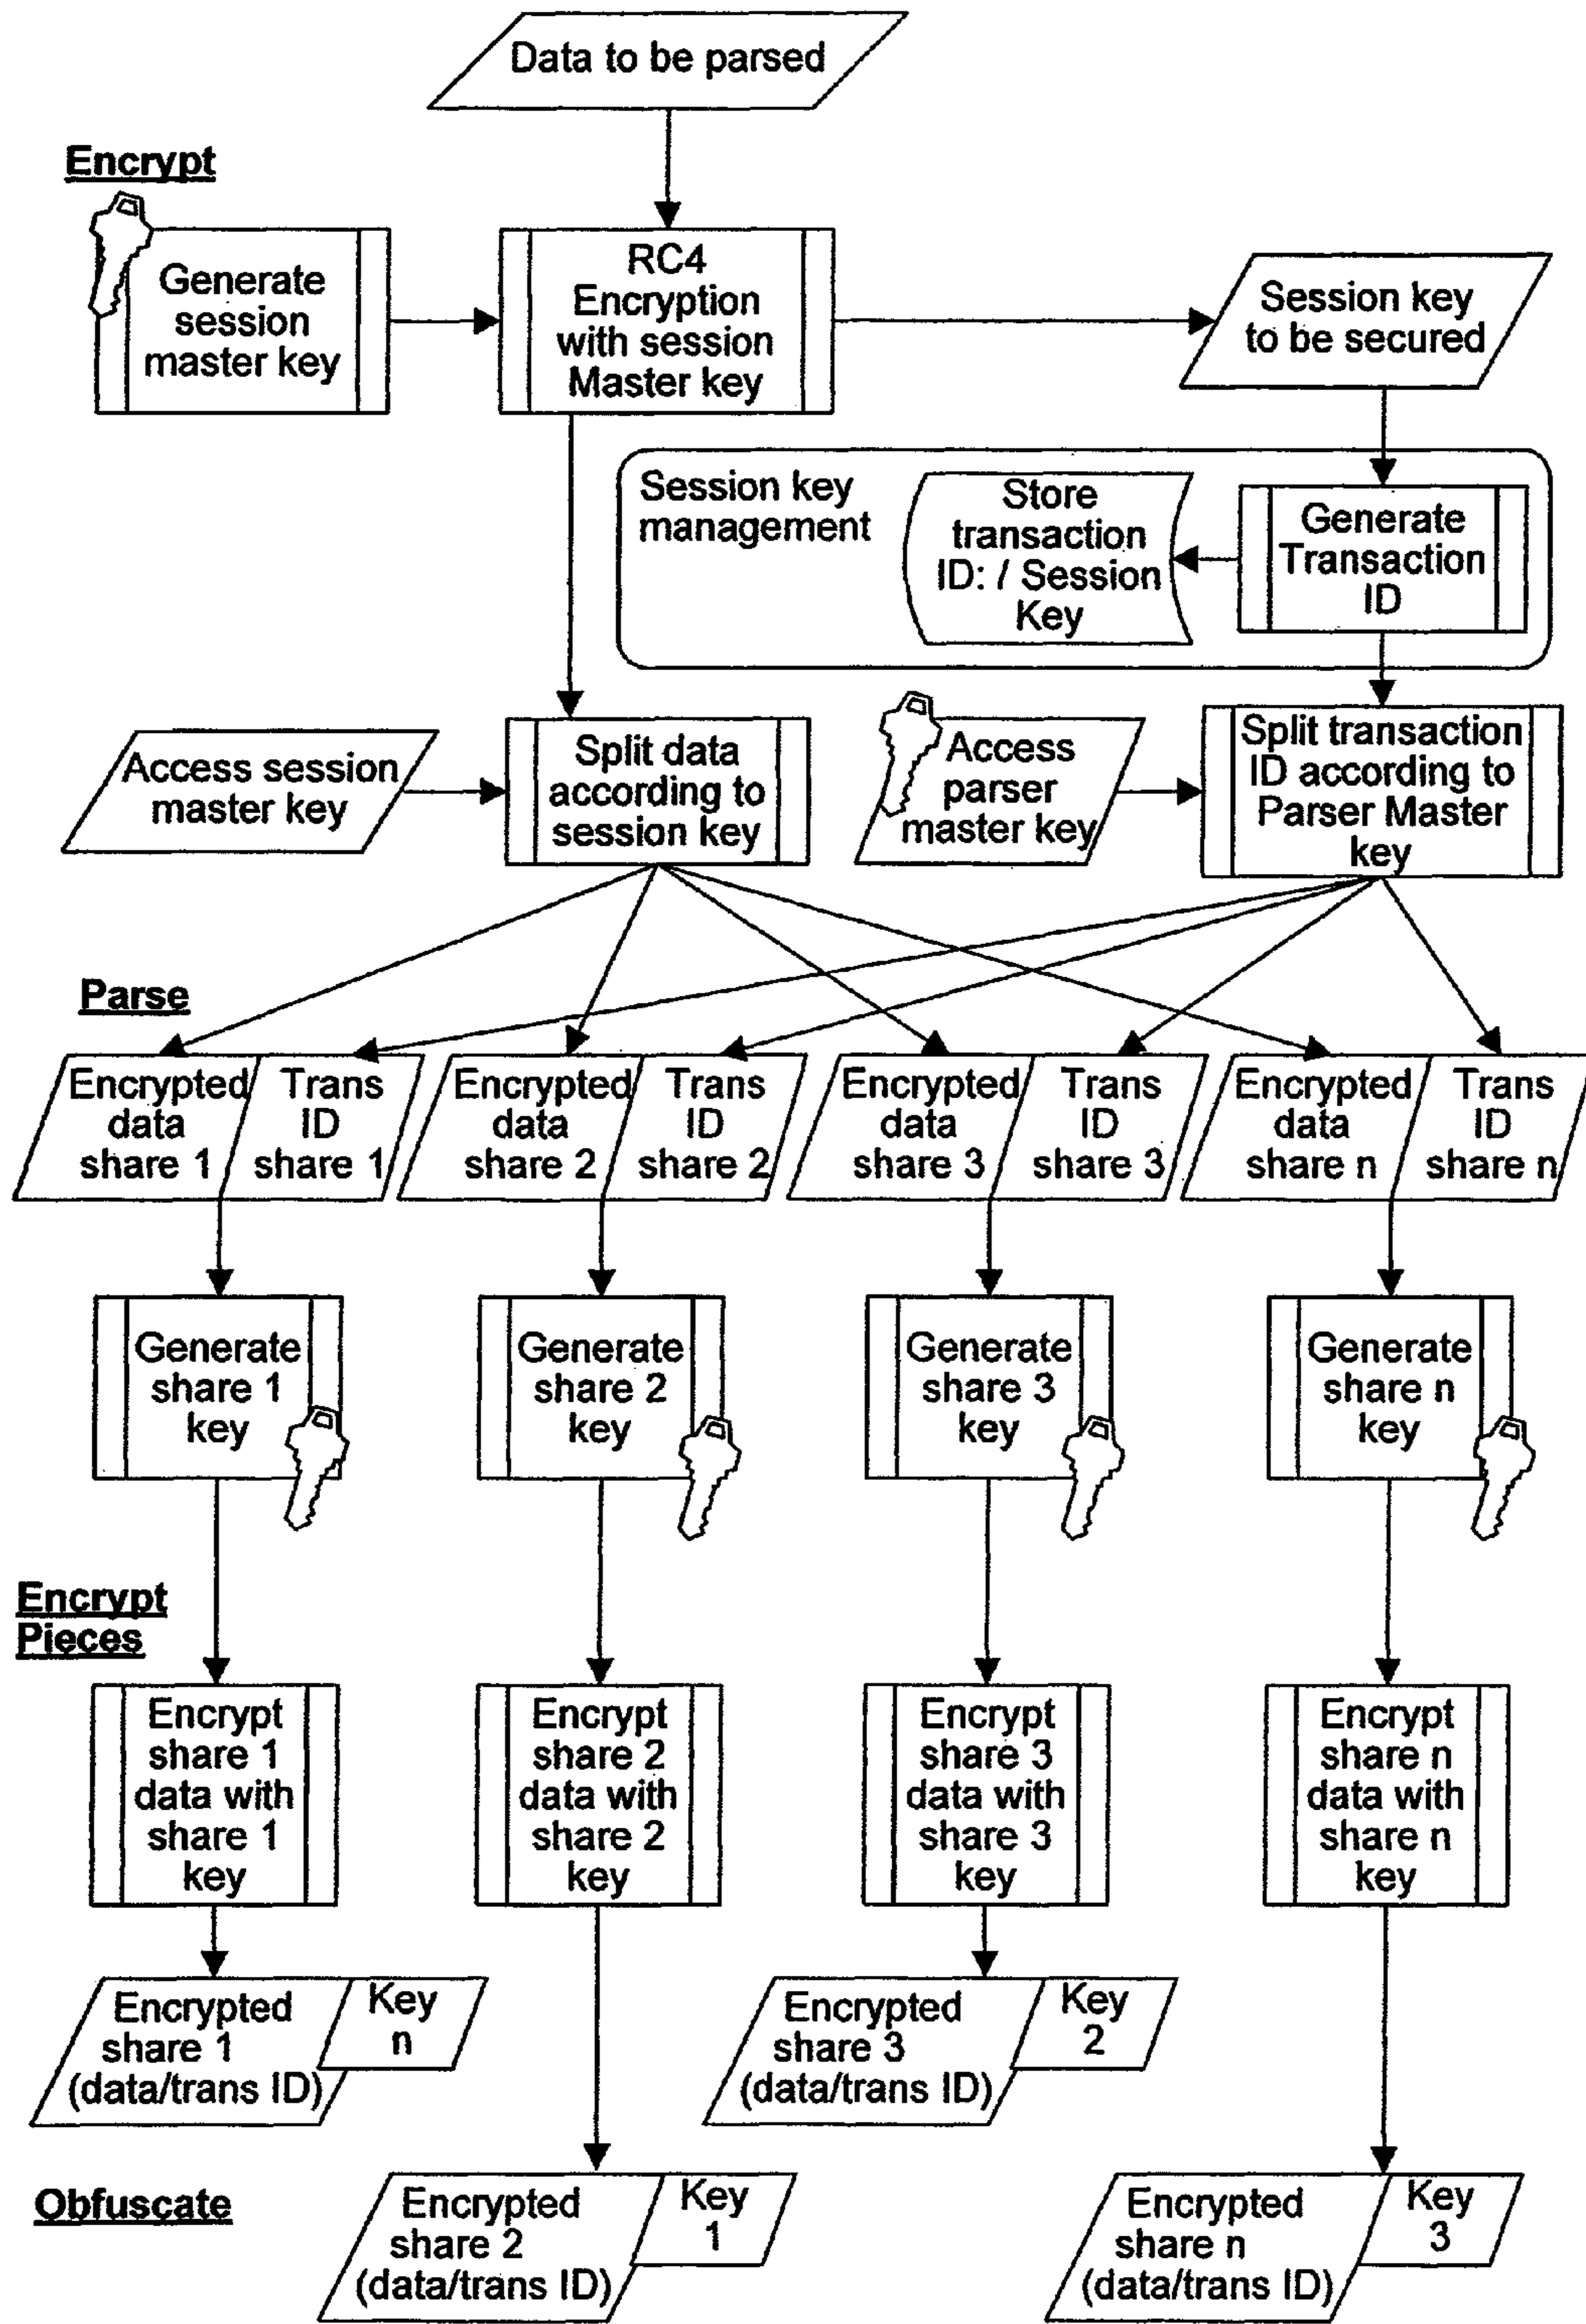 Data to be parsed
Encrypt
Generate
session
master key
RC4
Encryption
with session
Master key
Session key
to be secured
Session key
management
Store
transaction
ID: / Session
Key
Generate
Transaction
ID
Access session
master key
Split data
according to
session key
Access
parser
master key
Split transaction
ID according to
Parser Master
key
Parse
Encrypted
data
share 1
Trans
ID
share 1
Encrypted
data
share 2
Trans
ID
share 2
Encrypted
data
share 3
Trans
ID
share 3
Encrypted
data
share n
Trans
ID
share n
Generate
share 1
key
Generate
share 2
key
Generate
share 3
key
Generate
share n
key
Encrypt
Pieces
Encrypt
share 1
data with
share 1
key
Encrypt
share 2
data with
share 2
key
Encrypt
share 3
data with
share 3
key
Encrypt
share n
data with
share n
key
Encrypted
share 1
(data/trans ID)
Key
n
Encrypted
share 3
(data/trans ID)
Key
2
Obfuscate
Encrypted
share 2
(data/trans ID)
Key
1
Encrypted
share n
(data/trans ID)
Key
3